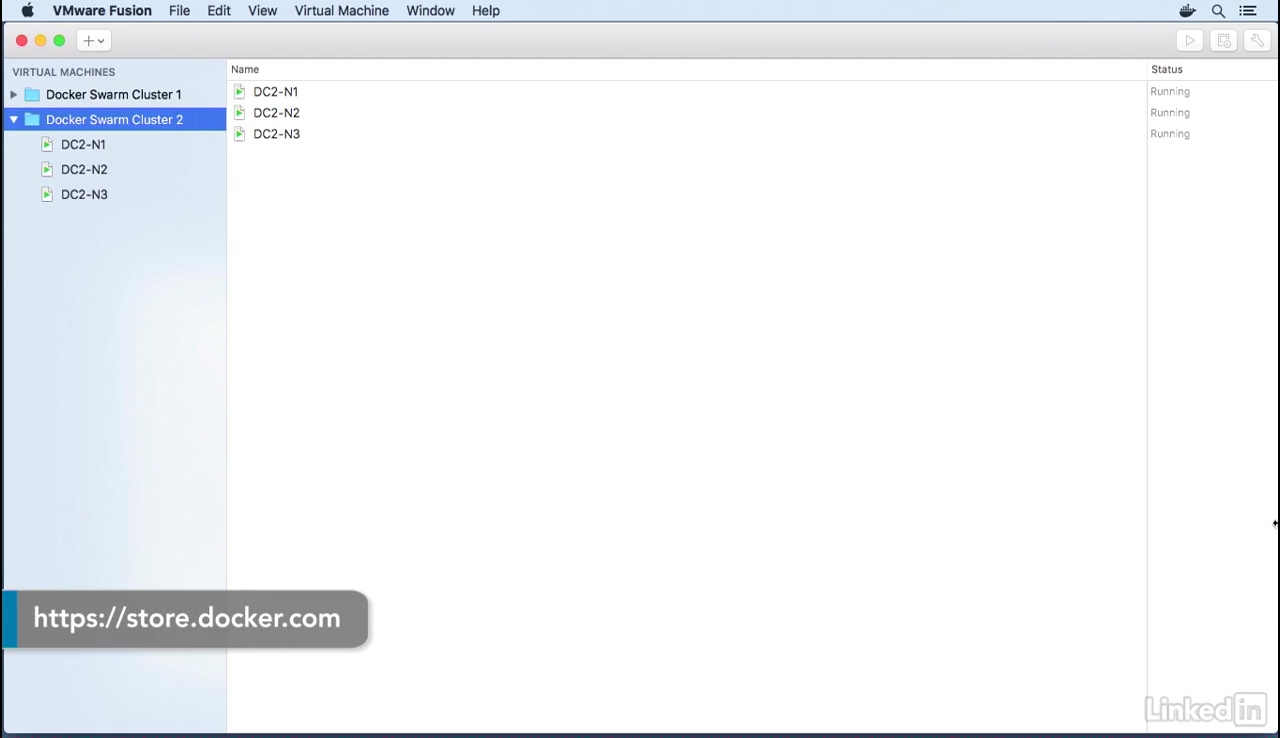 VMware Fusion File Edit View Virtual Machine Window Help
VIRTUAL MACHINES
Docker Swarm Cluster 1
Docker Swarm Cluster 2
DC2-N1
DC2-N2
DC2-N3
Name Status
DC2-N1 Running
DC2-N2 Running
DC2-N3 Running
https://store.docker.com
Linked in